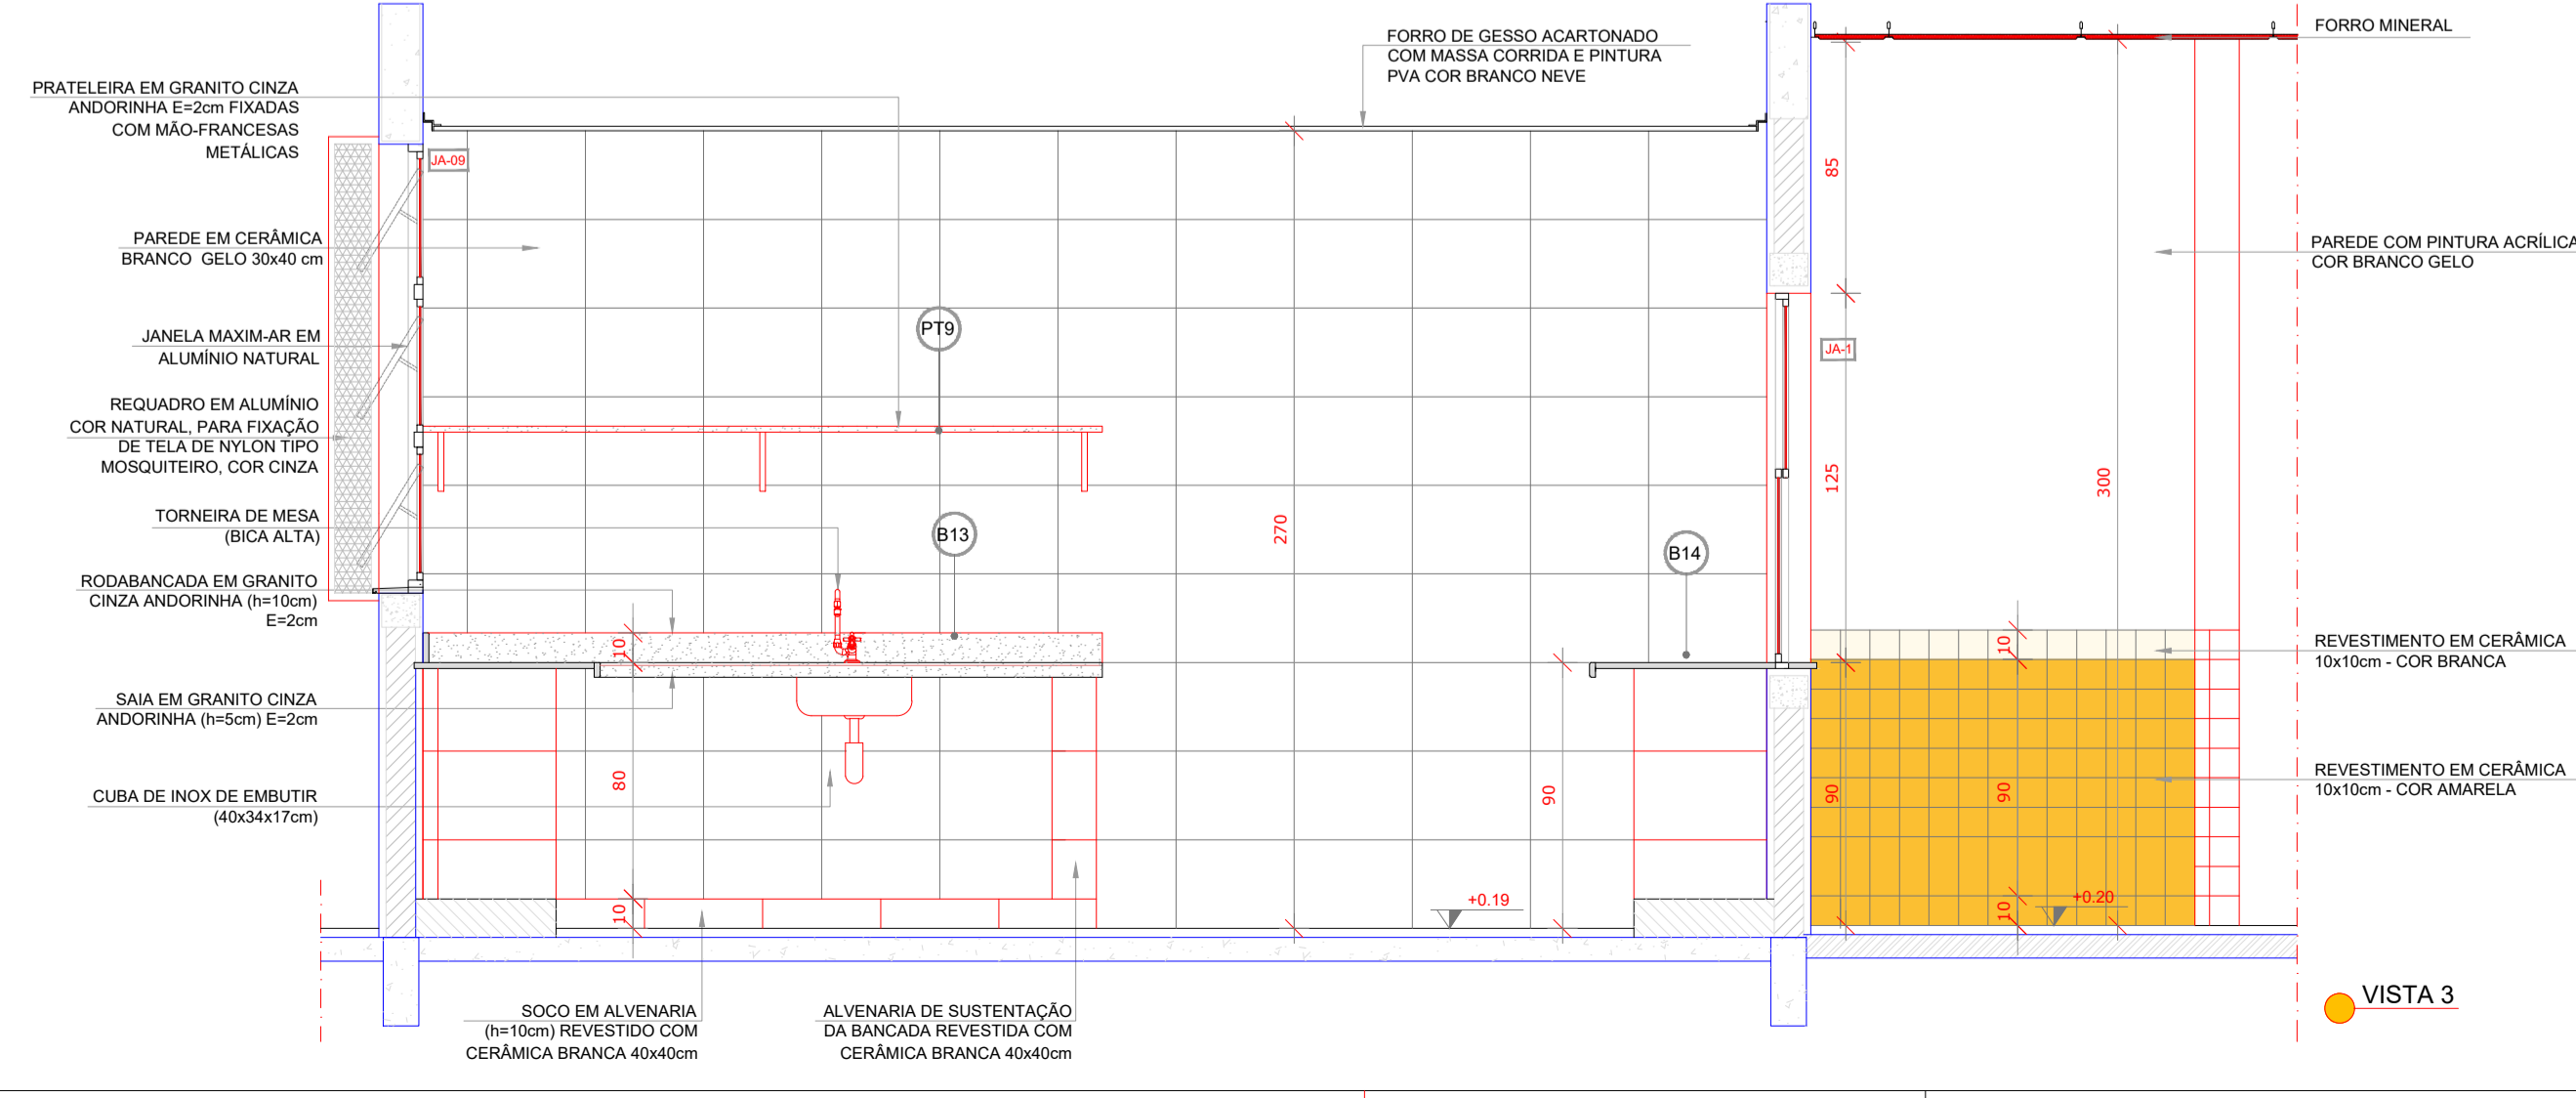 PRATELEIRA EM GRANITO CINZA
ANDORINHA E=2cm FIXADAS
COM MÃO-FRANCESAS
METÁLICAS
PAREDE EM CERÂMICA
BRANCO GELO 30x40 cm
JANELA MAXIM-AR EM
ALUMÍNIO NATURAL
REQUADRO EM ALUMÍNIO
COR NATURAL, PARA FIXAÇÃO
DE TELA DE NYLON TIPO
MOSQUITEIRO, COR CINZA
TORNEIRA DE MESA
(BICA ALTA)
RODABANCADA EM GRANITO
CINZA ANDORINHA (h=10cm)
E=2cm
SAIA EM GRANITO CINZA
ANDORINHA (h=5cm) E=2cm
CUBA DE INOX DE EMBUTIR
(40x34x17cm)
JA-09
FORRO DE GESSO ACARTONADO
COM MASSA CORRIDA E PINTURA
PVA COR BRANCO NEVE
PT9
B13
B14
10
80
10
270
90
+0.19
SOCO EM ALVENARIA
(h=10cm) REVESTIDO COM
CERÂMICA BRANCA 40x40cm
ALVENARIA DE SUSTENTAÇÃO
DA BANCADA REVESTIDA COM
CERÂMICA BRANCA 40x40cm
85
JA-1
125
90
300
10
90
10
+0.20
FORRO MINERAL
PAREDE COM PINTURA ACRÍLICA
COR BRANCO GELO
REVESTIMENTO EM CERÂMICA
10x10cm - COR BRANCA
REVESTIMENTO EM CERÂMICA
10x10cm - COR AMARELA
VISTA 3